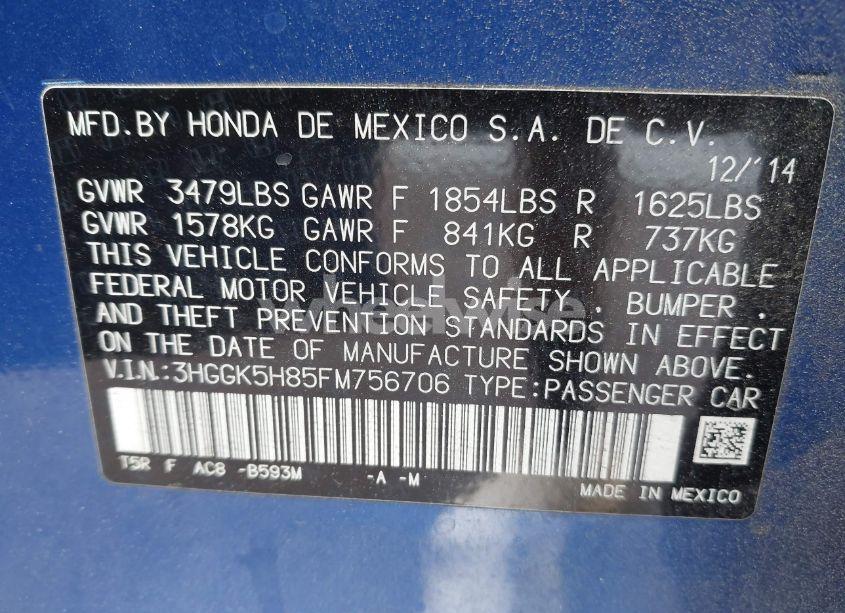 MFD.BY HONDA DE MEXICO S.A. DE C.V.
12/'14
GVWR 3479LBS GAWR F 1854LBS R 1625LBS
GVWR 1578KG GAWR F 841KG R 737KG
THIS VEHICLE CONFORMS TO ALL APPLICABLE
FEDERAL MOTOR VEHICLE SAFETY . BUMPER .
AND THEFT PREVENTION STANDARDS IN EFFECT
ON THE DATE OF MANUFACTURE SHOWN ABOVE.
V.I.N.:3HGGK5H85FM756706 TYPE:PASSENGER CAR
T5R F AC8 -B593M -A -M
MADE IN MEXICO